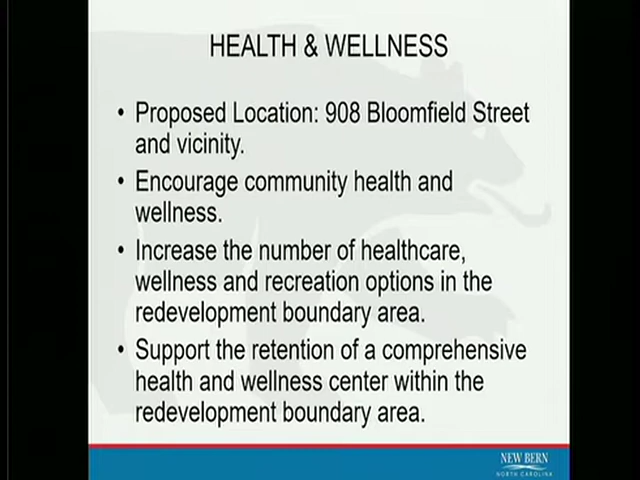 HEALTH & WELLNESS
• Proposed Location: 908 Bloomfield Street
and vicinity.
• Encourage community health and
wellness.
• Increase the number of healthcare,
wellness and recreation options in the
redevelopment boundary area.
• Support the retention of a comprehensive
health and wellness center within the
redevelopment boundary area.
NEW BERN
NORTH CAROLINA